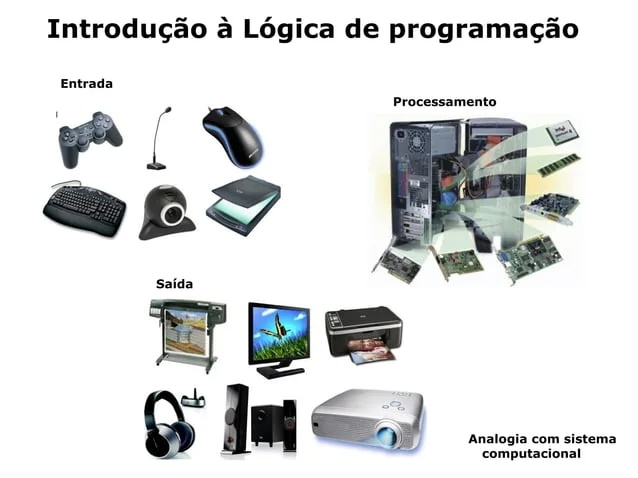 Introdução à Lógica de programação
Entrada
Processamento
Saída
Analogia com sistema
computacional